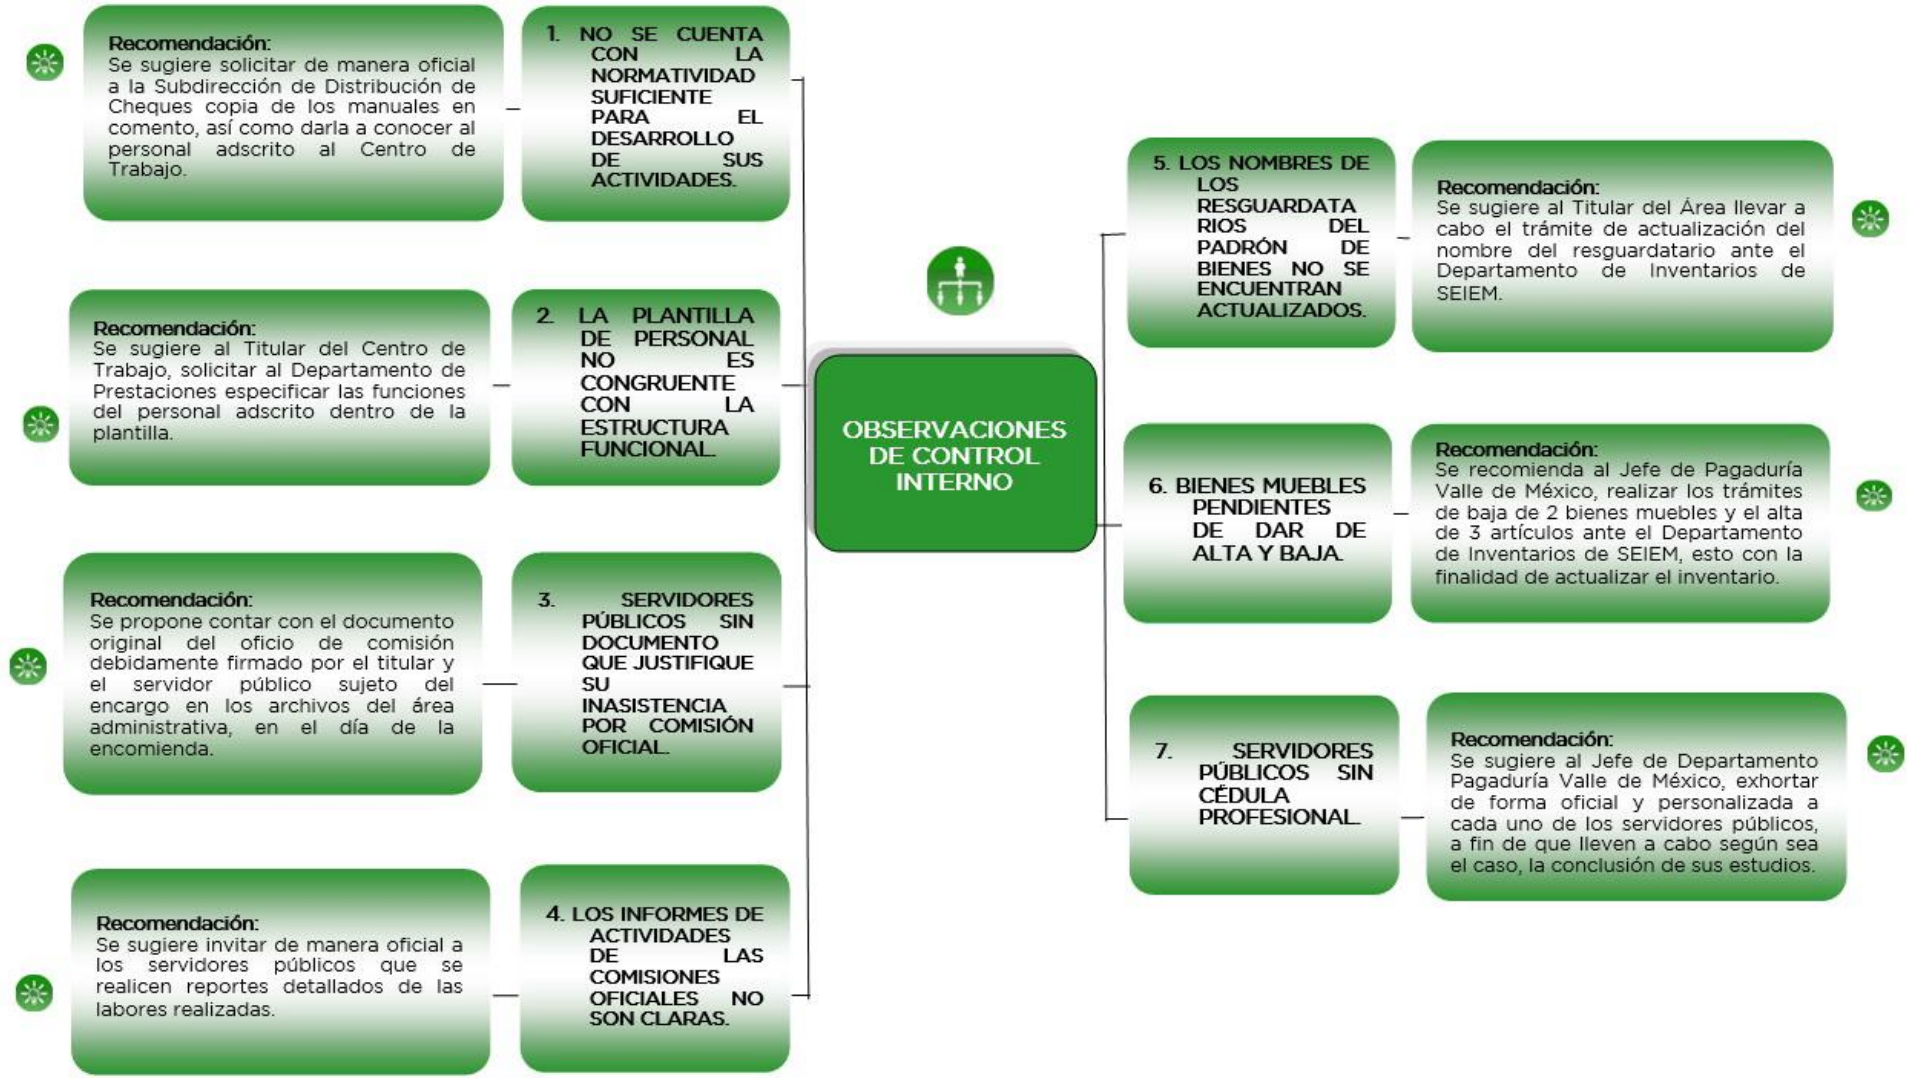 Recomendación:
Se sugiere solicitar de manera oficial
a la Subdirección de Distribución de
Cheques copia de los manuales en
comento, así como darla a conocer al
personal adscrito al Centro de
Trabajo.
1. NO SE CUENTA
CON LA
NORMATIVIDAD
SUFICIENTE
PARA EL
DESARROLLO
DE SUS
ACTIVIDADES.
Recomendación:
Se sugiere al Titular del Centro de
Trabajo, solicitar al Departamento de
Prestaciones especificar las funciones
del personal adscrito dentro de la
plantilla.
2. LA PLANTILLA
DE PERSONAL
NO ES
CONGRUENTE
CON LA
ESTRUCTURA
FUNCIONAL.
Recomendación:
Se propone contar con el documento
original del oficio de comisión
debidamente firmado por el titular y
el servidor público sujeto del
encargo en los archivos del área
administrativa, en el día de la
encomienda.
3. SERVIDORES
PÚBLICOS SIN
DOCUMENTO
QUE JUSTIFIQUE
SU
INASISTENCIA
POR COMISIÓN
OFICIAL.
Recomendación:
Se sugiere invitar de manera oficial a
los servidores públicos que se
realicen reportes detallados de las
labores realizadas.
4. LOS INFORMES DE
ACTIVIDADES
DE LAS
COMISIONES
OFICIALES NO
SON CLARAS.
OBSERVACIONES
DE CONTROL
INTERNO
5. LOS NOMBRES DE
LOS
RESGUARDATA
RIOS DEL
PADRÓN DE
BIENES NO SE
ENCUENTRAN
ACTUALIZADOS.
Recomendación:
Se sugiere al Titular del Área llevar a
cabo el trámite de actualización del
nombre del resguardatario ante el
Departamento de Inventarios de
SEIEM.
6. BIENES MUEBLES
PENDIENTES
DE DAR DE
ALTA Y BAJA.
Recomendación:
Se recomienda al Jefe de Pagaduría
Valle de México, realizar los trámites
de baja de 2 bienes muebles y el alta
de 3 artículos ante el Departamento
de Inventarios de SEIEM, esto con la
finalidad de actualizar el inventario.
7. SERVIDORES
PÚBLICOS SIN
CÉDULA
PROFESIONAL.
Recomendación:
Se sugiere al Jefe de Departamento
Pagaduría Valle de México, exhortar
de forma oficial y personalizada a
cada uno de los servidores públicos,
a fin de que lleven a cabo según sea
el caso, la conclusión de sus estudios.